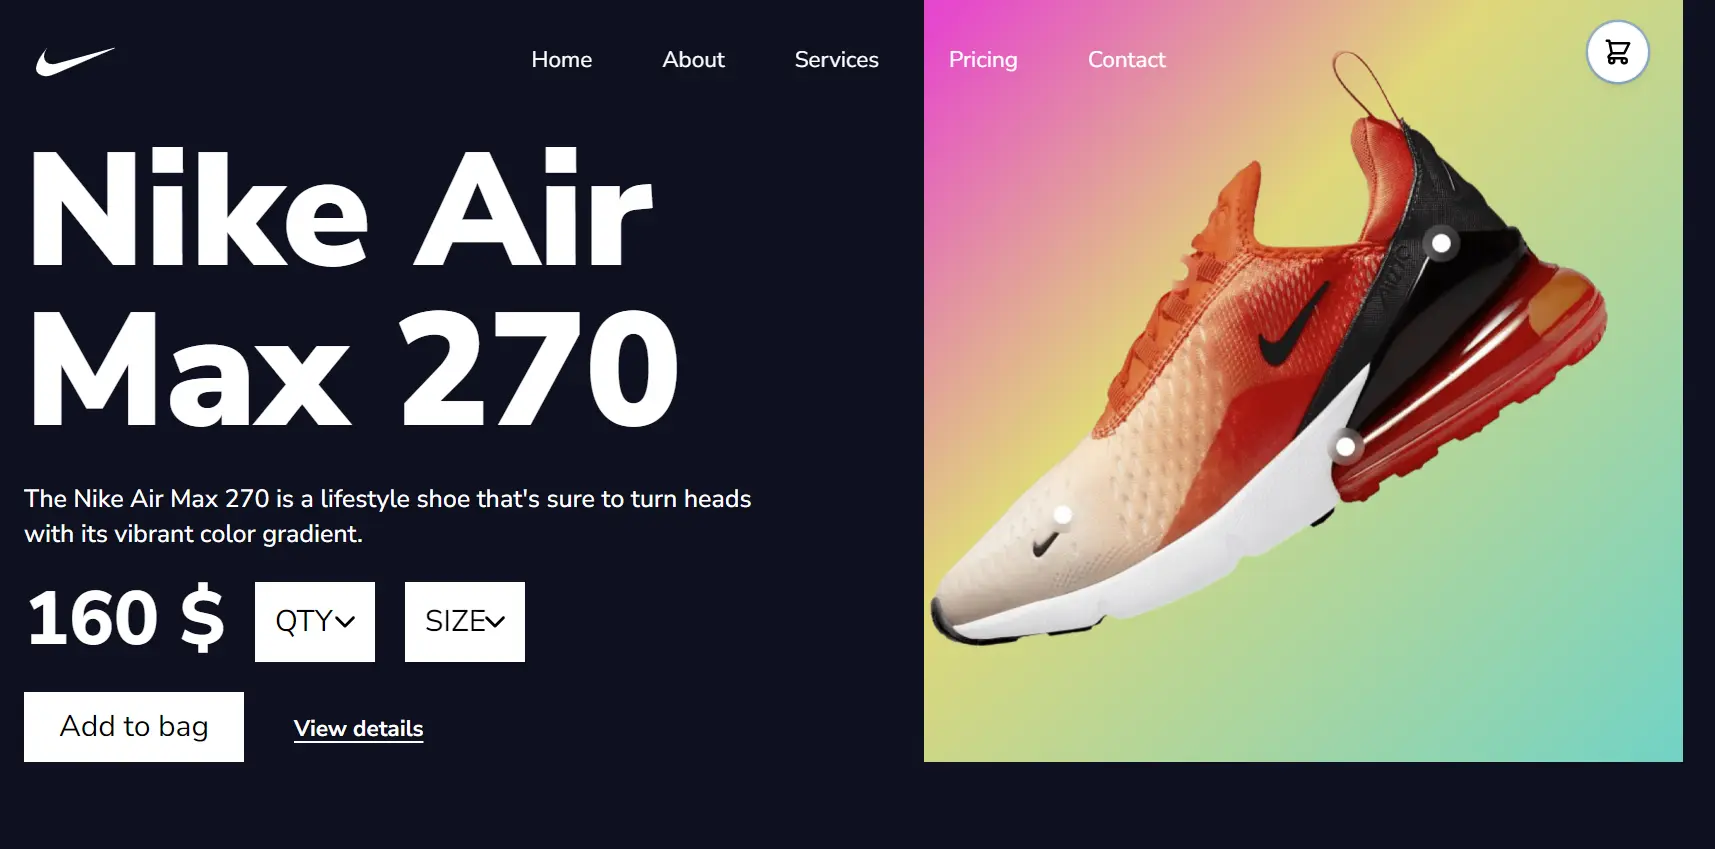 Home About Services Pricing Contact
Nike Air
Max 270
The Nike Air Max 270 is a lifestyle shoe that's sure to turn heads
with its vibrant color gradient.
160 $ QTY SIZE
Add to bag View details